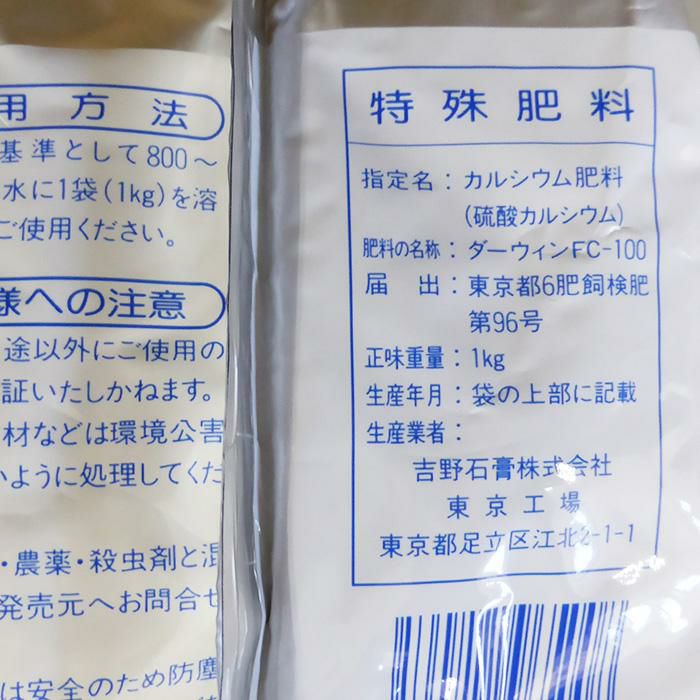 用方法
基準として800〜
水に1袋(1kg)を溶
ご使用ください。
様への注意
途以外にご使用の
証いたしかねます。
材などは環境公害
いように処理してくだ
・農薬・殺虫剤と混
発売元へお問合せ
は安全のため防塵
特殊肥料
指定名：カルシウム肥料
(硫酸カルシウム)
肥料の名称：ダーウィンFC-100
届出：東京都6肥飼検肥
第96号
正味重量：1kg
生産年月：袋の上部に記載
生産業者：
吉野石膏株式会社
東京工場
東京都足立区江北2-1-1